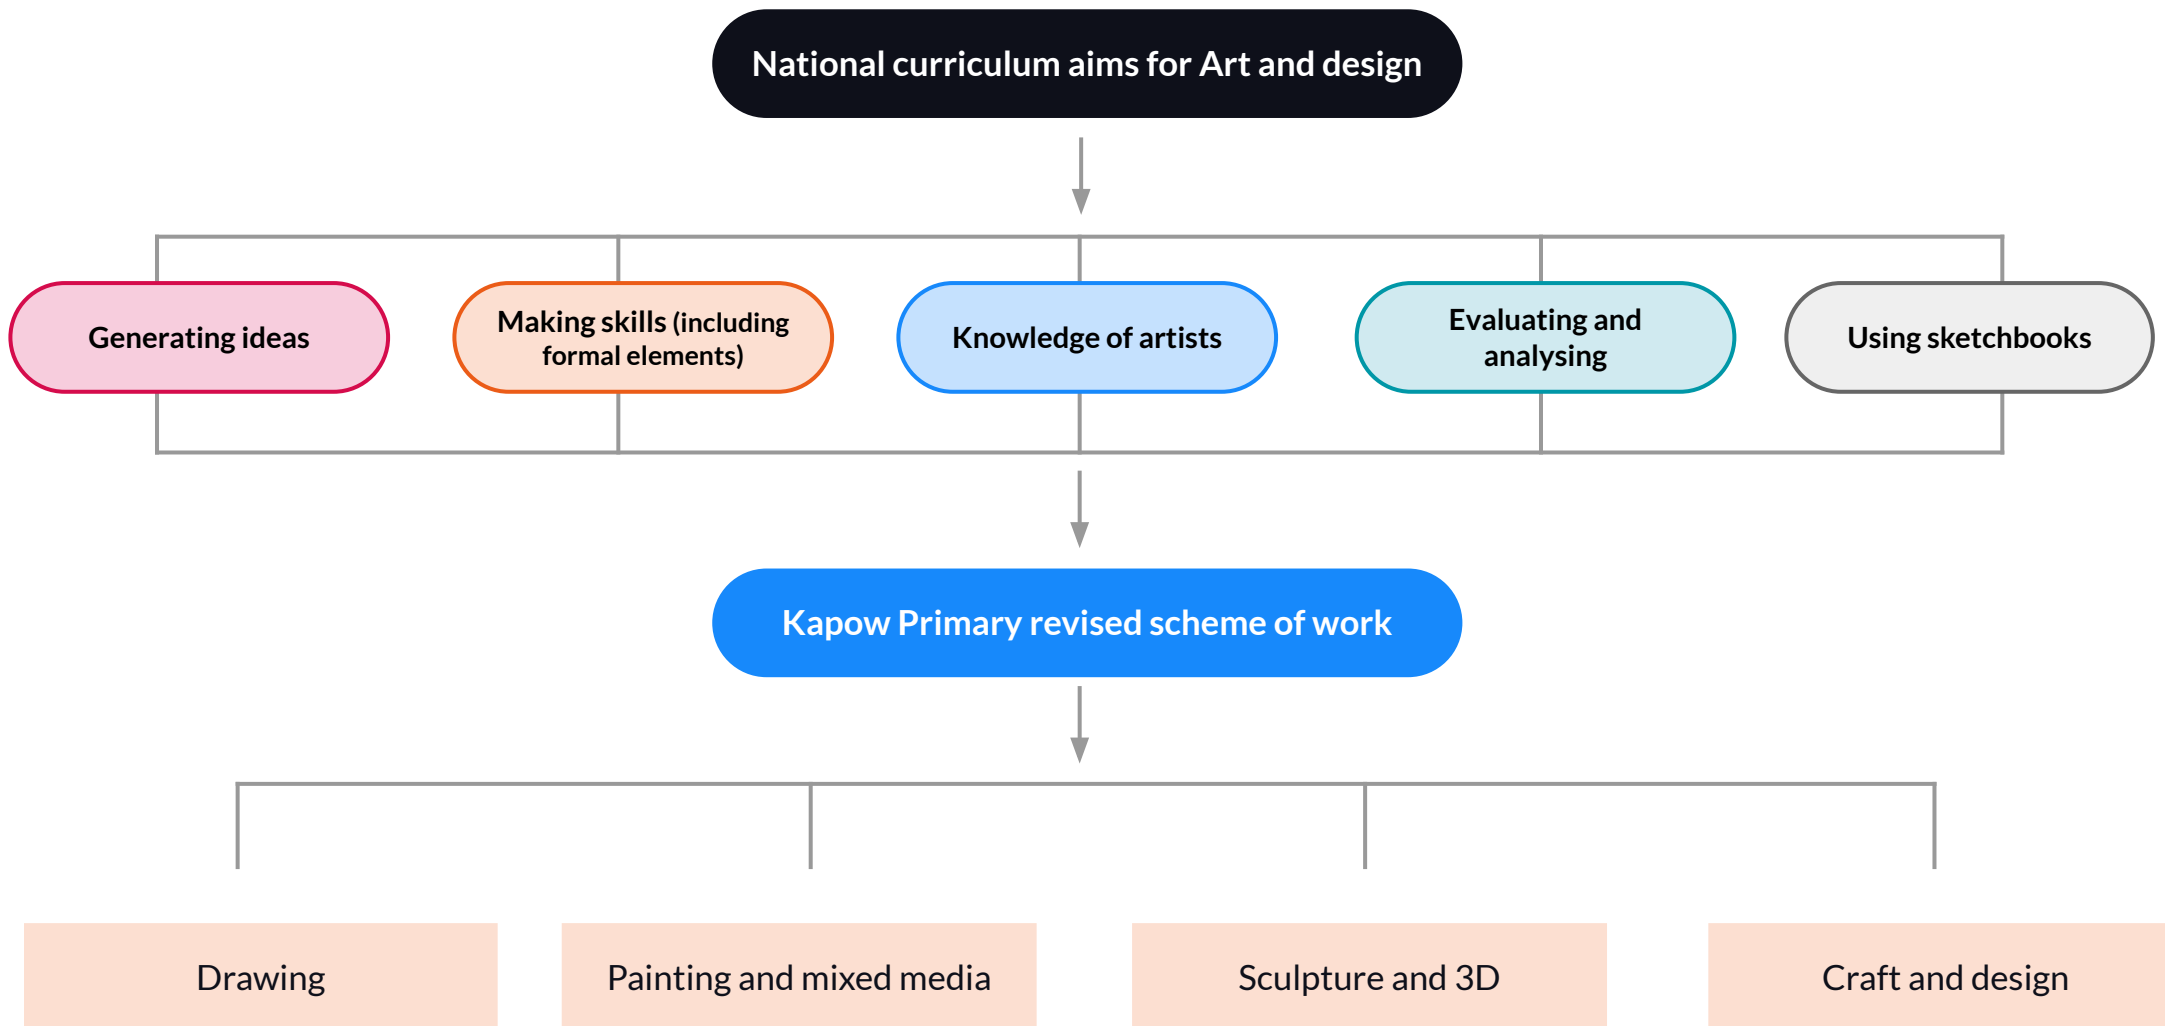 National curriculum aims for Art and design
Generating ideas
Making skills (including
formal elements)
Knowledge of artists
Evaluating and
analysing
Using sketchbooks
Kapow Primary revised scheme of work
Drawing
Painting and mixed media
Sculpture and 3D
Craft and design